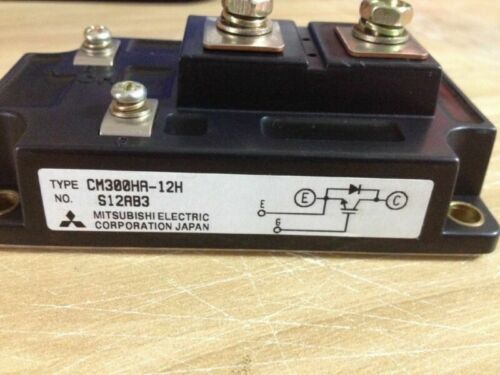 TYPE CM300HA-12H
NO. S12AB3
MITSUBISHI ELECTRIC
CORPORATION JAPAN
E C
E
G